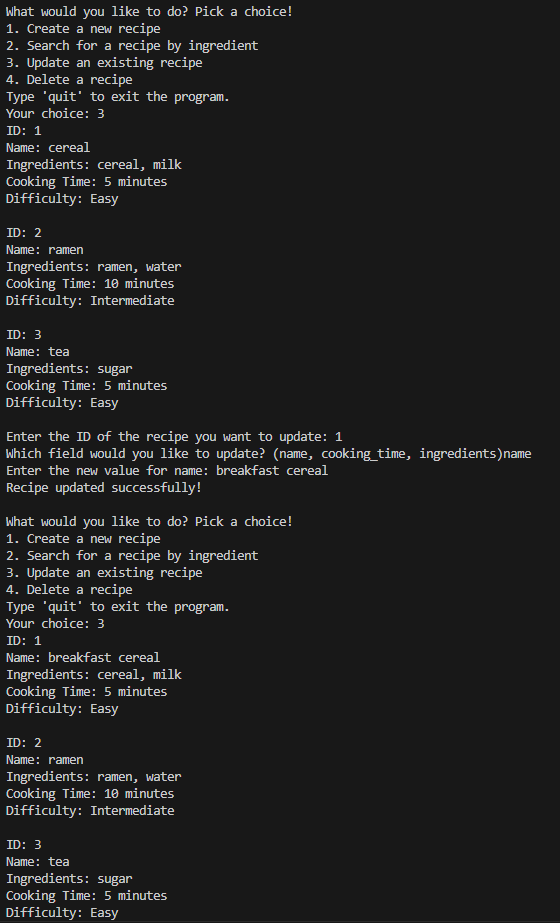 What would you like to do? Pick a choice!
1. Create a new recipe
2. Search for a recipe by ingredient
3. Update an existing recipe
4. Delete a recipe
Type 'quit' to exit the program.
Your choice: 3
ID: 1
Name: cereal
Ingredients: cereal, milk
Cooking Time: 5 minutes
Difficulty: Easy

ID: 2
Name: ramen
Ingredients: ramen, water
Cooking Time: 10 minutes
Difficulty: Intermediate

ID: 3
Name: tea
Ingredients: sugar
Cooking Time: 5 minutes
Difficulty: Easy

Enter the ID of the recipe you want to update: 1
Which field would you like to update? (name, cooking_time, ingredients)name
Enter the new value for name: breakfast cereal
Recipe updated successfully!

What would you like to do? Pick a choice!
1. Create a new recipe
2. Search for a recipe by ingredient
3. Update an existing recipe
4. Delete a recipe
Type 'quit' to exit the program.
Your choice: 3
ID: 1
Name: breakfast cereal
Ingredients: cereal, milk
Cooking Time: 5 minutes
Difficulty: Easy

ID: 2
Name: ramen
Ingredients: ramen, water
Cooking Time: 10 minutes
Difficulty: Intermediate

ID: 3
Name: tea
Ingredients: sugar
Cooking Time: 5 minutes
Difficulty: Easy